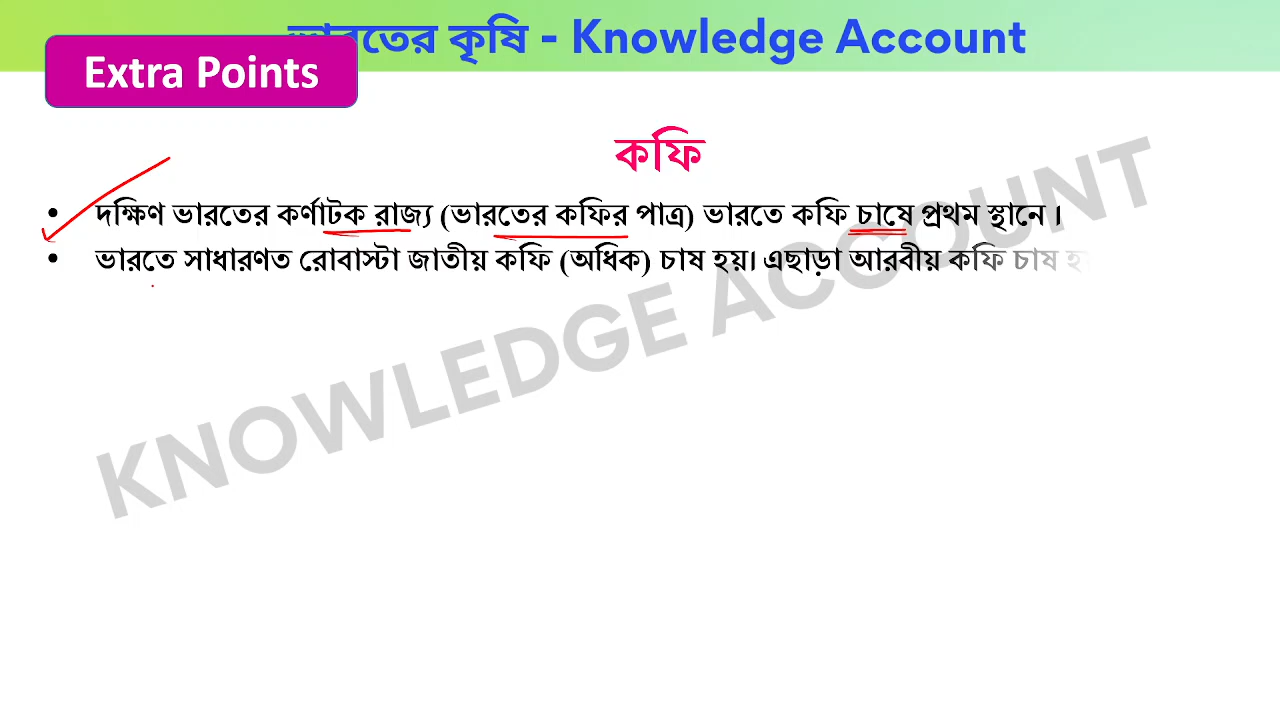 ভারতের কৃষি - Knowledge Account
Extra Points
কফি
• দক্ষিণ ভারতের কর্ণাটক রাজ্য (ভারতের কফির পাত্র) ভারতে কফি চাষে প্রথম স্থানে।
• ভারতে সাধারণত রোবাস্টা জাতীয় কফি (অধিক) চাষ হয়। এছাড়া আরবীয় কফি চাষ
KNOWLEDGE ACCOUNT